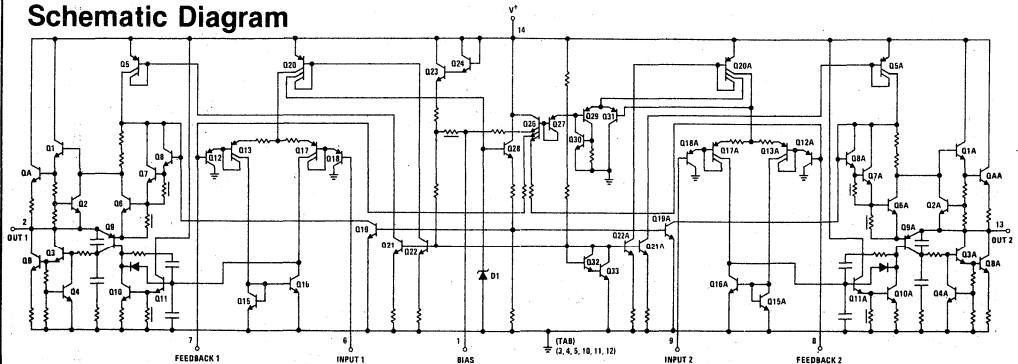 Schematic Diagram
V+
14
Q5
Q20
Q23
Q24
Q20A
Q5A
Q26
Q27
Q29
Q31
Q30
Q1
Q8
Q7
Q12
Q13
Q17
Q18
Q28
Q18A
Q17A
Q13A
Q12A
Q8A
Q7A
Q1A
QA
QAA
Q2
Q6
Q6A
Q2A
2
OUT 1
Q3
Q9
Q19
Q21
Q22
Q19A
Q22A
Q21A
Q9A
Q3A
13
OUT 2
QB
Q4
Q10
Q11
Q15
Q1b
D1
Q32
Q33
Q16A
Q15A
Q11A
Q10A
Q4A
QBA
7
FEEDBACK 1
6
INPUT 1
1
BIAS
(TAB)
(3, 4, 5, 10, 11, 12)
9
INPUT 2
8
FEEDBACK 2